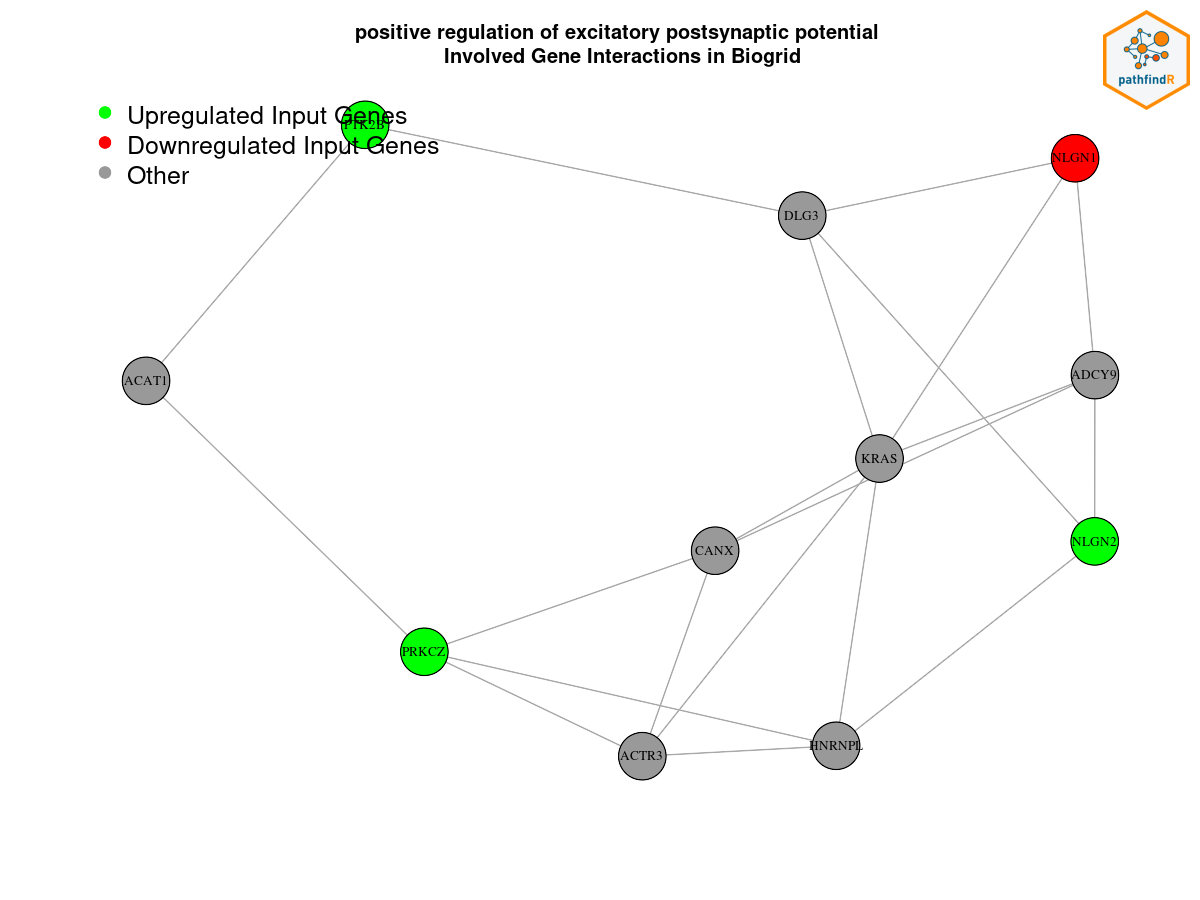 positive regulation of excitatory postsynaptic potential
Involved Gene Interactions in Biogrid
pathfindR
Upregulated Input Genes
PTK2B
Downregulated Input Genes
Other
NLGN1
DLG3
ACAT1
ADCY9
KRAS
NLGN2
CANX
PRKCZ
HNRNPL
ACTR3